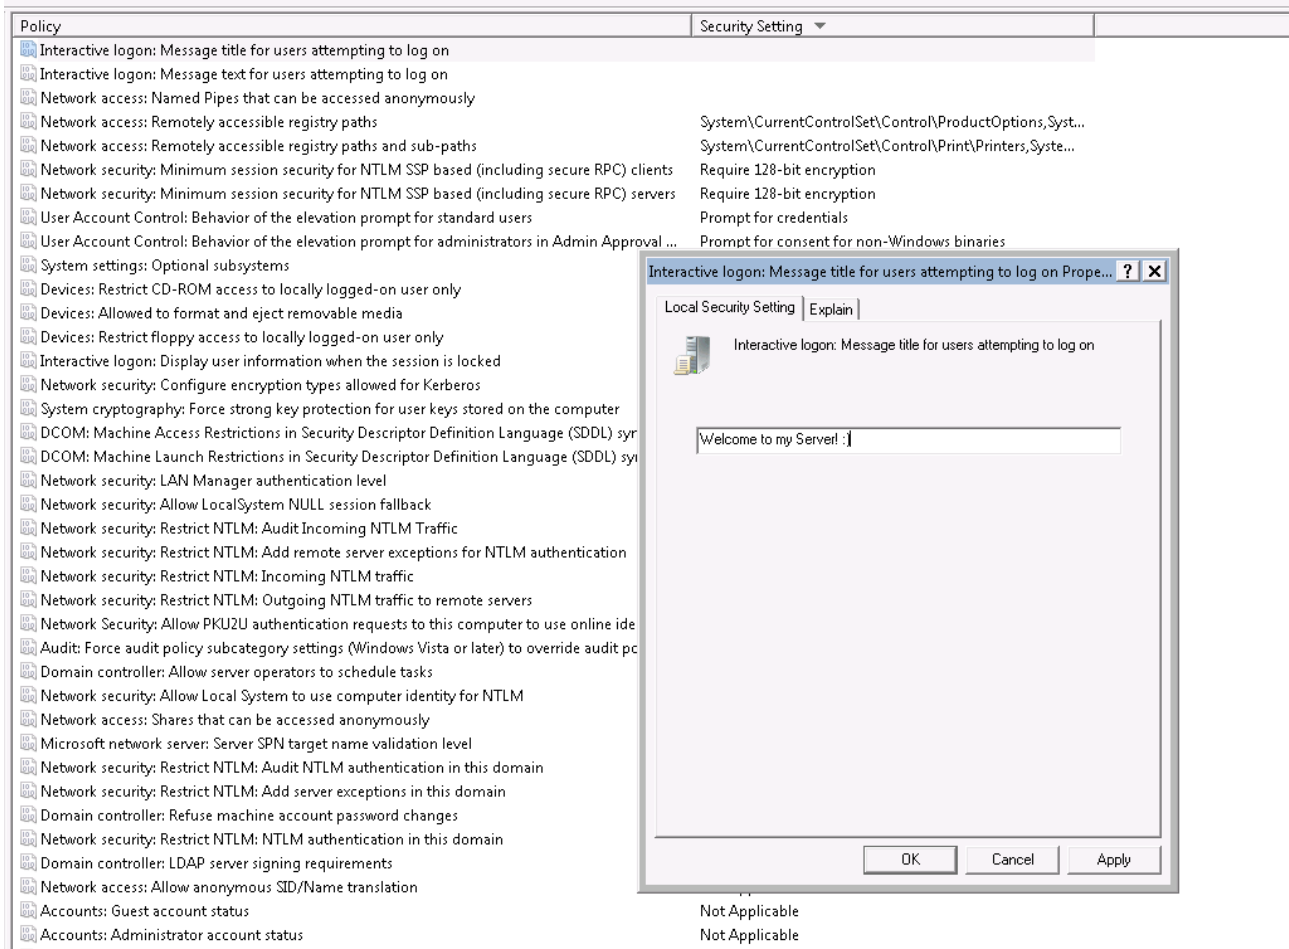 Policy Security Setting
Interactive logon: Message title for users attempting to log on
Interactive logon: Message text for users attempting to log on
Network access: Named Pipes that can be accessed anonymously
Network access: Remotely accessible registry paths System\CurrentControlSet\Control\ProductOptions,Syst...
Network access: Remotely accessible registry paths and sub-paths System\CurrentControlSet\Control\Print\Printers,Syste...
Network security: Minimum session security for NTLM SSP based (including secure RPC) clients Require 128-bit encryption
Network security: Minimum session security for NTLM SSP based (including secure RPC) servers Require 128-bit encryption
User Account Control: Behavior of the elevation prompt for standard users Prompt for credentials
User Account Control: Behavior of the elevation prompt for administrators in Admin Approval ... Prompt for consent for non-Windows binaries
System settings: Optional subsystems
Devices: Restrict CD-ROM access to locally logged-on user only
Devices: Allowed to format and eject removable media
Devices: Restrict floppy access to locally logged-on user only
Interactive logon: Display user information when the session is locked
Network security: Configure encryption types allowed for Kerberos
System cryptography: Force strong key protection for user keys stored on the computer
DCOM: Machine Access Restrictions in Security Descriptor Definition Language (SDDL)
DCOM: Machine Launch Restrictions in Security Descriptor Definition Language (SDDL)
Network security: LAN Manager authentication level
Network security: Allow LocalSystem NULL session fallback
Network security: Restrict NTLM: Audit Incoming NTLM Traffic
Network security: Restrict NTLM: Add remote server exceptions for NTLM authentication
Network security: Restrict NTLM: Incoming NTLM traffic
Network security: Restrict NTLM: Outgoing NTLM traffic to remote servers
Network Security: Allow PKU2U authentication requests to this computer to use online ide
Audit: Force audit policy subcategory settings (Windows Vista or later) to override audit
Domain controller: Allow server operators to schedule tasks
Network security: Allow Local System to use computer identity for NTLM
Network access: Shares that can be accessed anonymously
Microsoft network server: Server SPN target name validation level
Network security: Restrict NTLM: Audit NTLM authentication in this domain
Network security: Restrict NTLM: Add server exceptions in this domain
Domain controller: Refuse machine account password changes
Network security: Restrict NTLM: NTLM authentication in this domain
Domain controller: LDAP server signing requirements
Network access: Allow anonymous SID/Name translation
Accounts: Guest account status Not Applicable
Accounts: Administrator account status Not Applicable
Interactive logon: Message title for users attempting to log on Prope... ? X
Local Security Setting Explain
Interactive logon: Message title for users attempting to log on
Welcome to my Server! :)
OK Cancel Apply